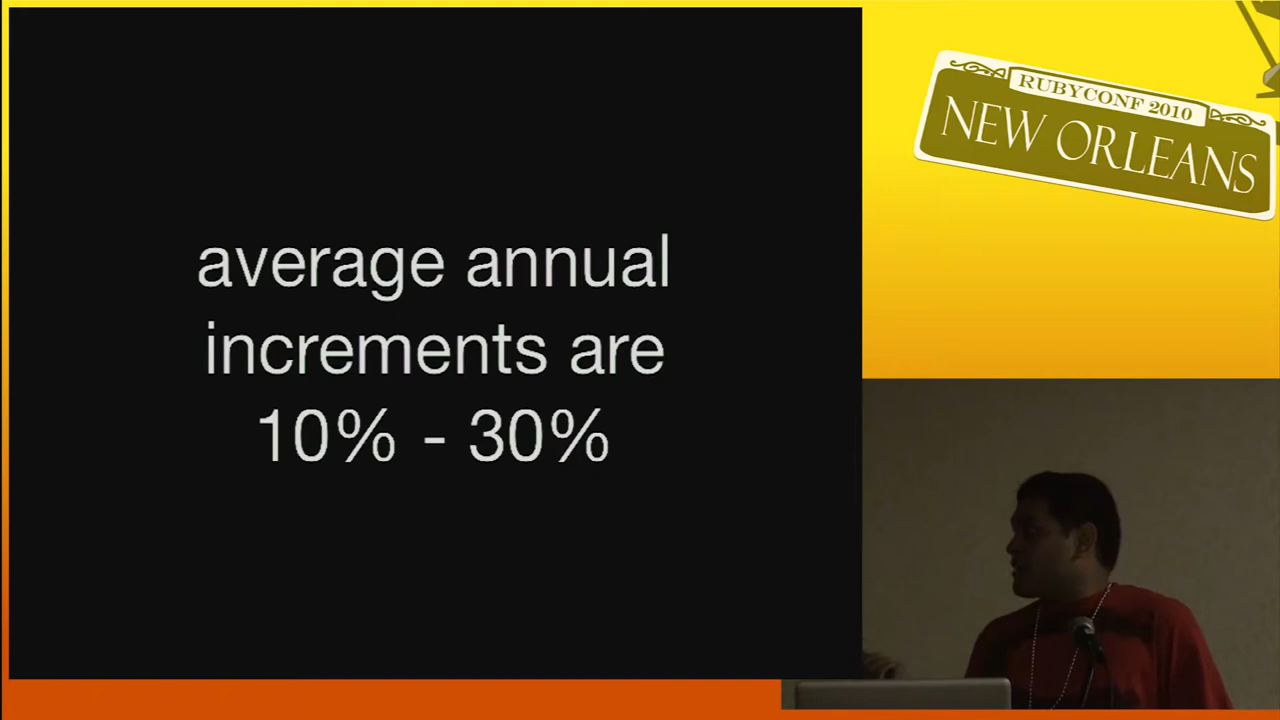 average annual
increments are
10% - 30%
RUBYCONF 2010
NEW ORLEANS